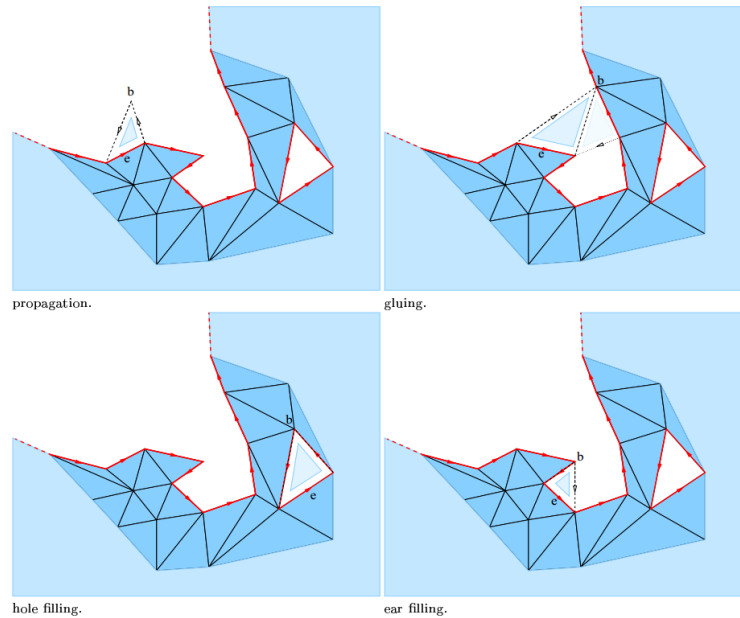 b
e
b
e
propagation.
gluing.
b
e
b
e
hole filling.
ear filling.